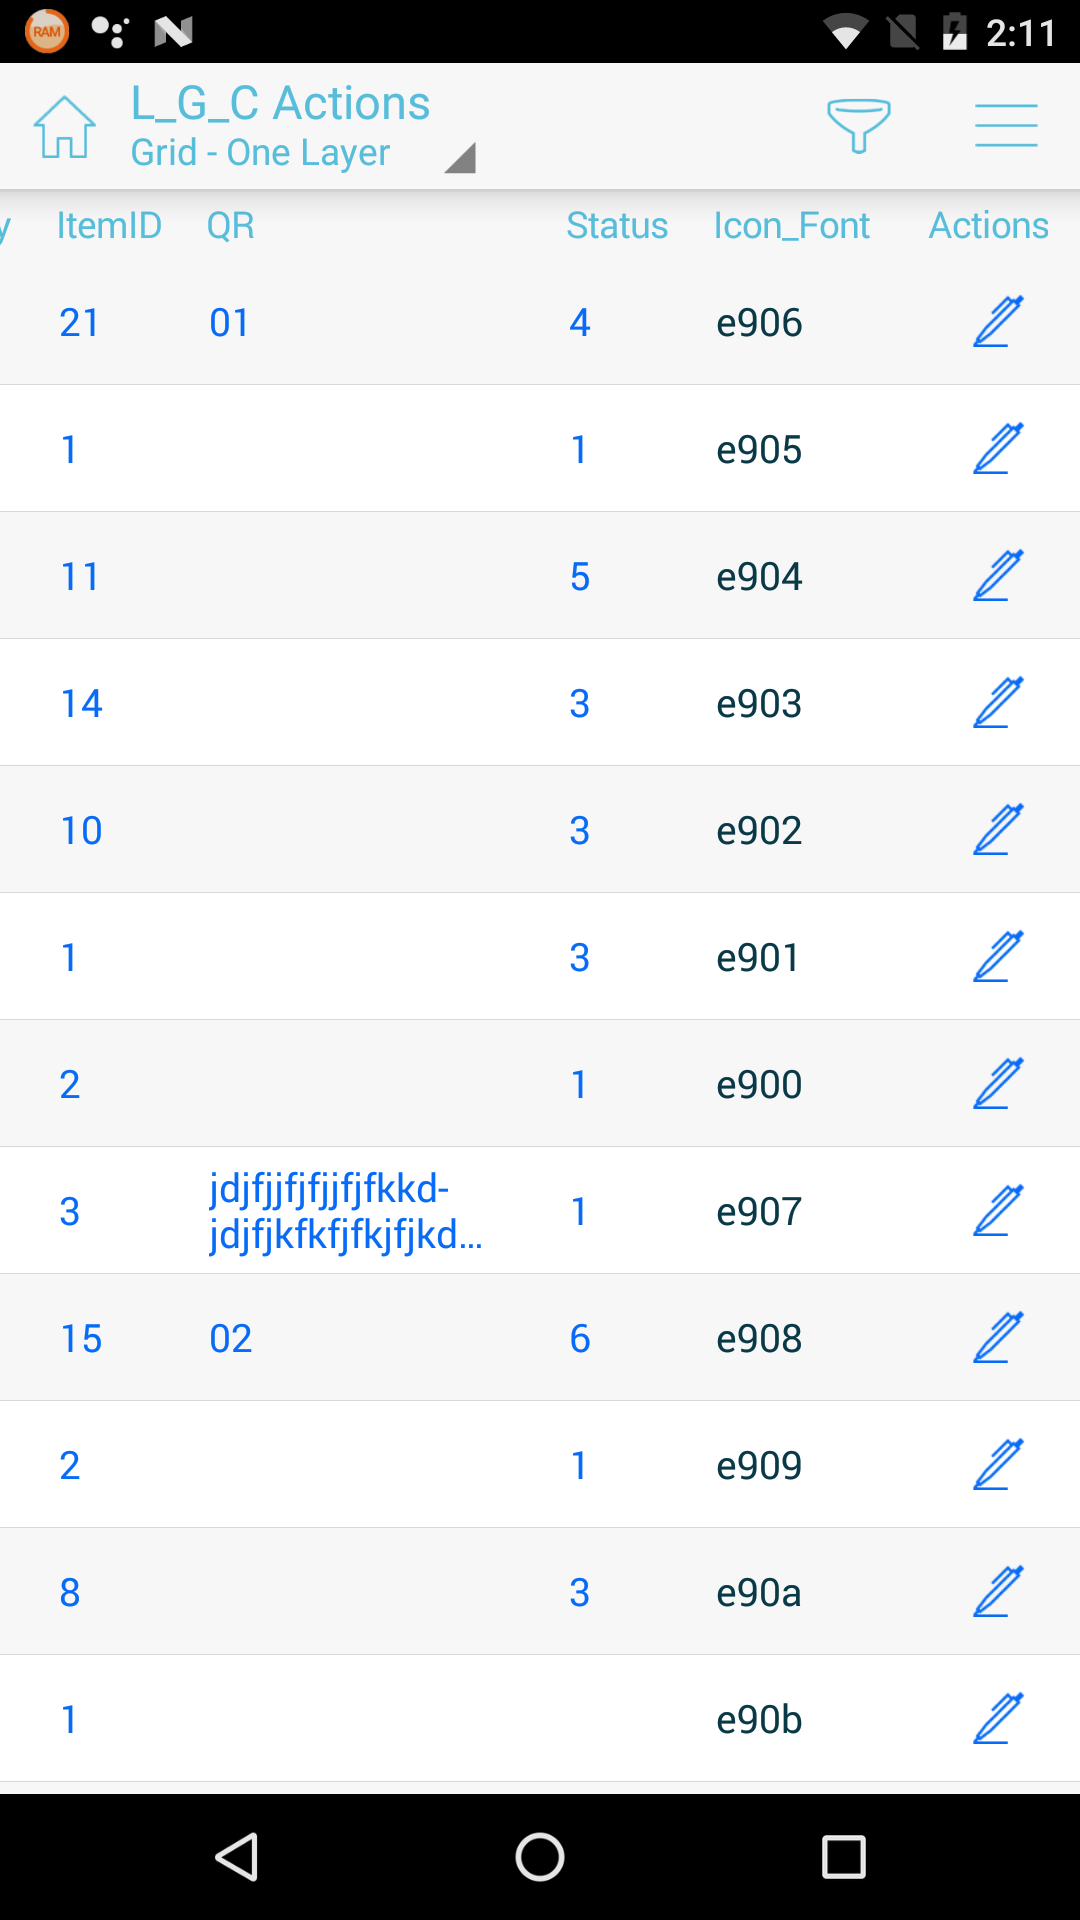 RAM 2:11
L_G_C Actions
Grid - One Layer
y ItemID QR Status Icon_Font Actions
21 01 4 e906
1 1 e905
11 5 e904
14 3 e903
10 3 e902
1 3 e901
2 1 e900
jdjfjjfjfjjfjfkkd-
3 1 e907
jdjfjkfkfjfkjfjkd...
15 02 6 e908
2 1 e909
8 3 e90a
1 e90b